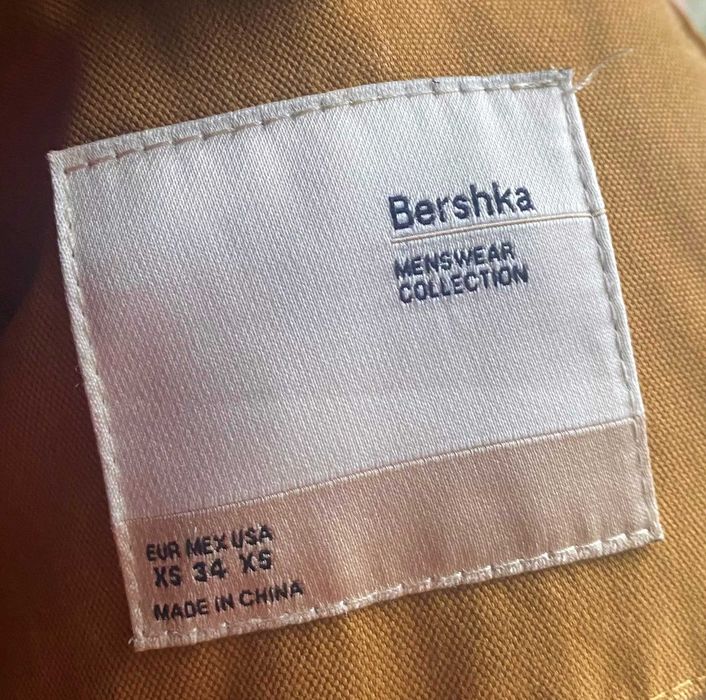 Bershka
MENSWEAR
COLLECTION
EUR MEX USA
XS 34 XS
MADE IN CHINA